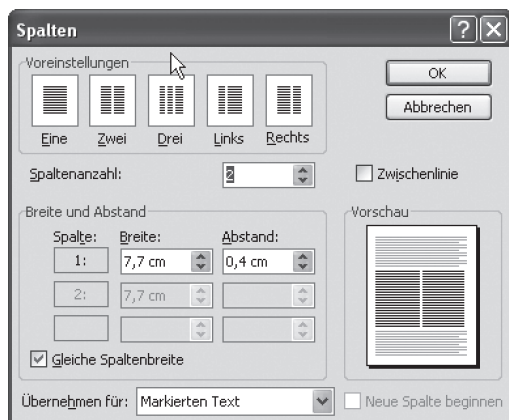 Spalten
Voreinstellungen
OK
Abbrechen
Eine Zwei Drei Links Rechts
Spaltenanzahl: 2 Zwischenlinie
Breite und Abstand Vorschau
Spalte: Breite: Abstand:
1: 7,7 cm 0,4 cm
2: 7,7 cm
Gleiche Spaltenbreite
Übernehmen für: Markierten Text Neue Spalte beginnen